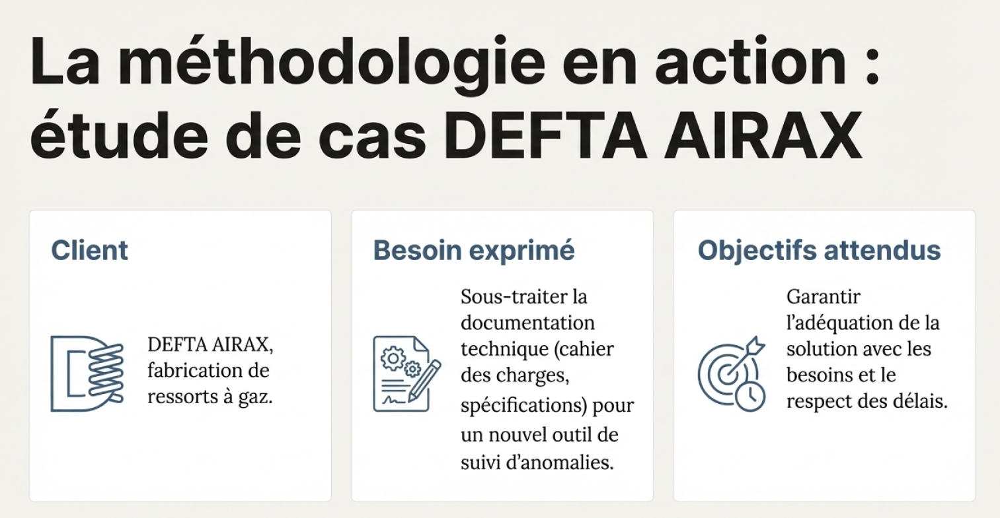 La méthodologie en action :
étude de cas DEFTA AIRAX
Client
DEFTA AIRAX,
fabrication de
ressorts à gaz.
Besoin exprimé
Sous-traiter la
documentation
technique (cahier
des charges,
spécifications) pour
un nouvel outil de
suivi d’anomalies.
Objectifs attendus
Garantir
l’adéquation de la
solution avec les
besoins et le
respect des délais.